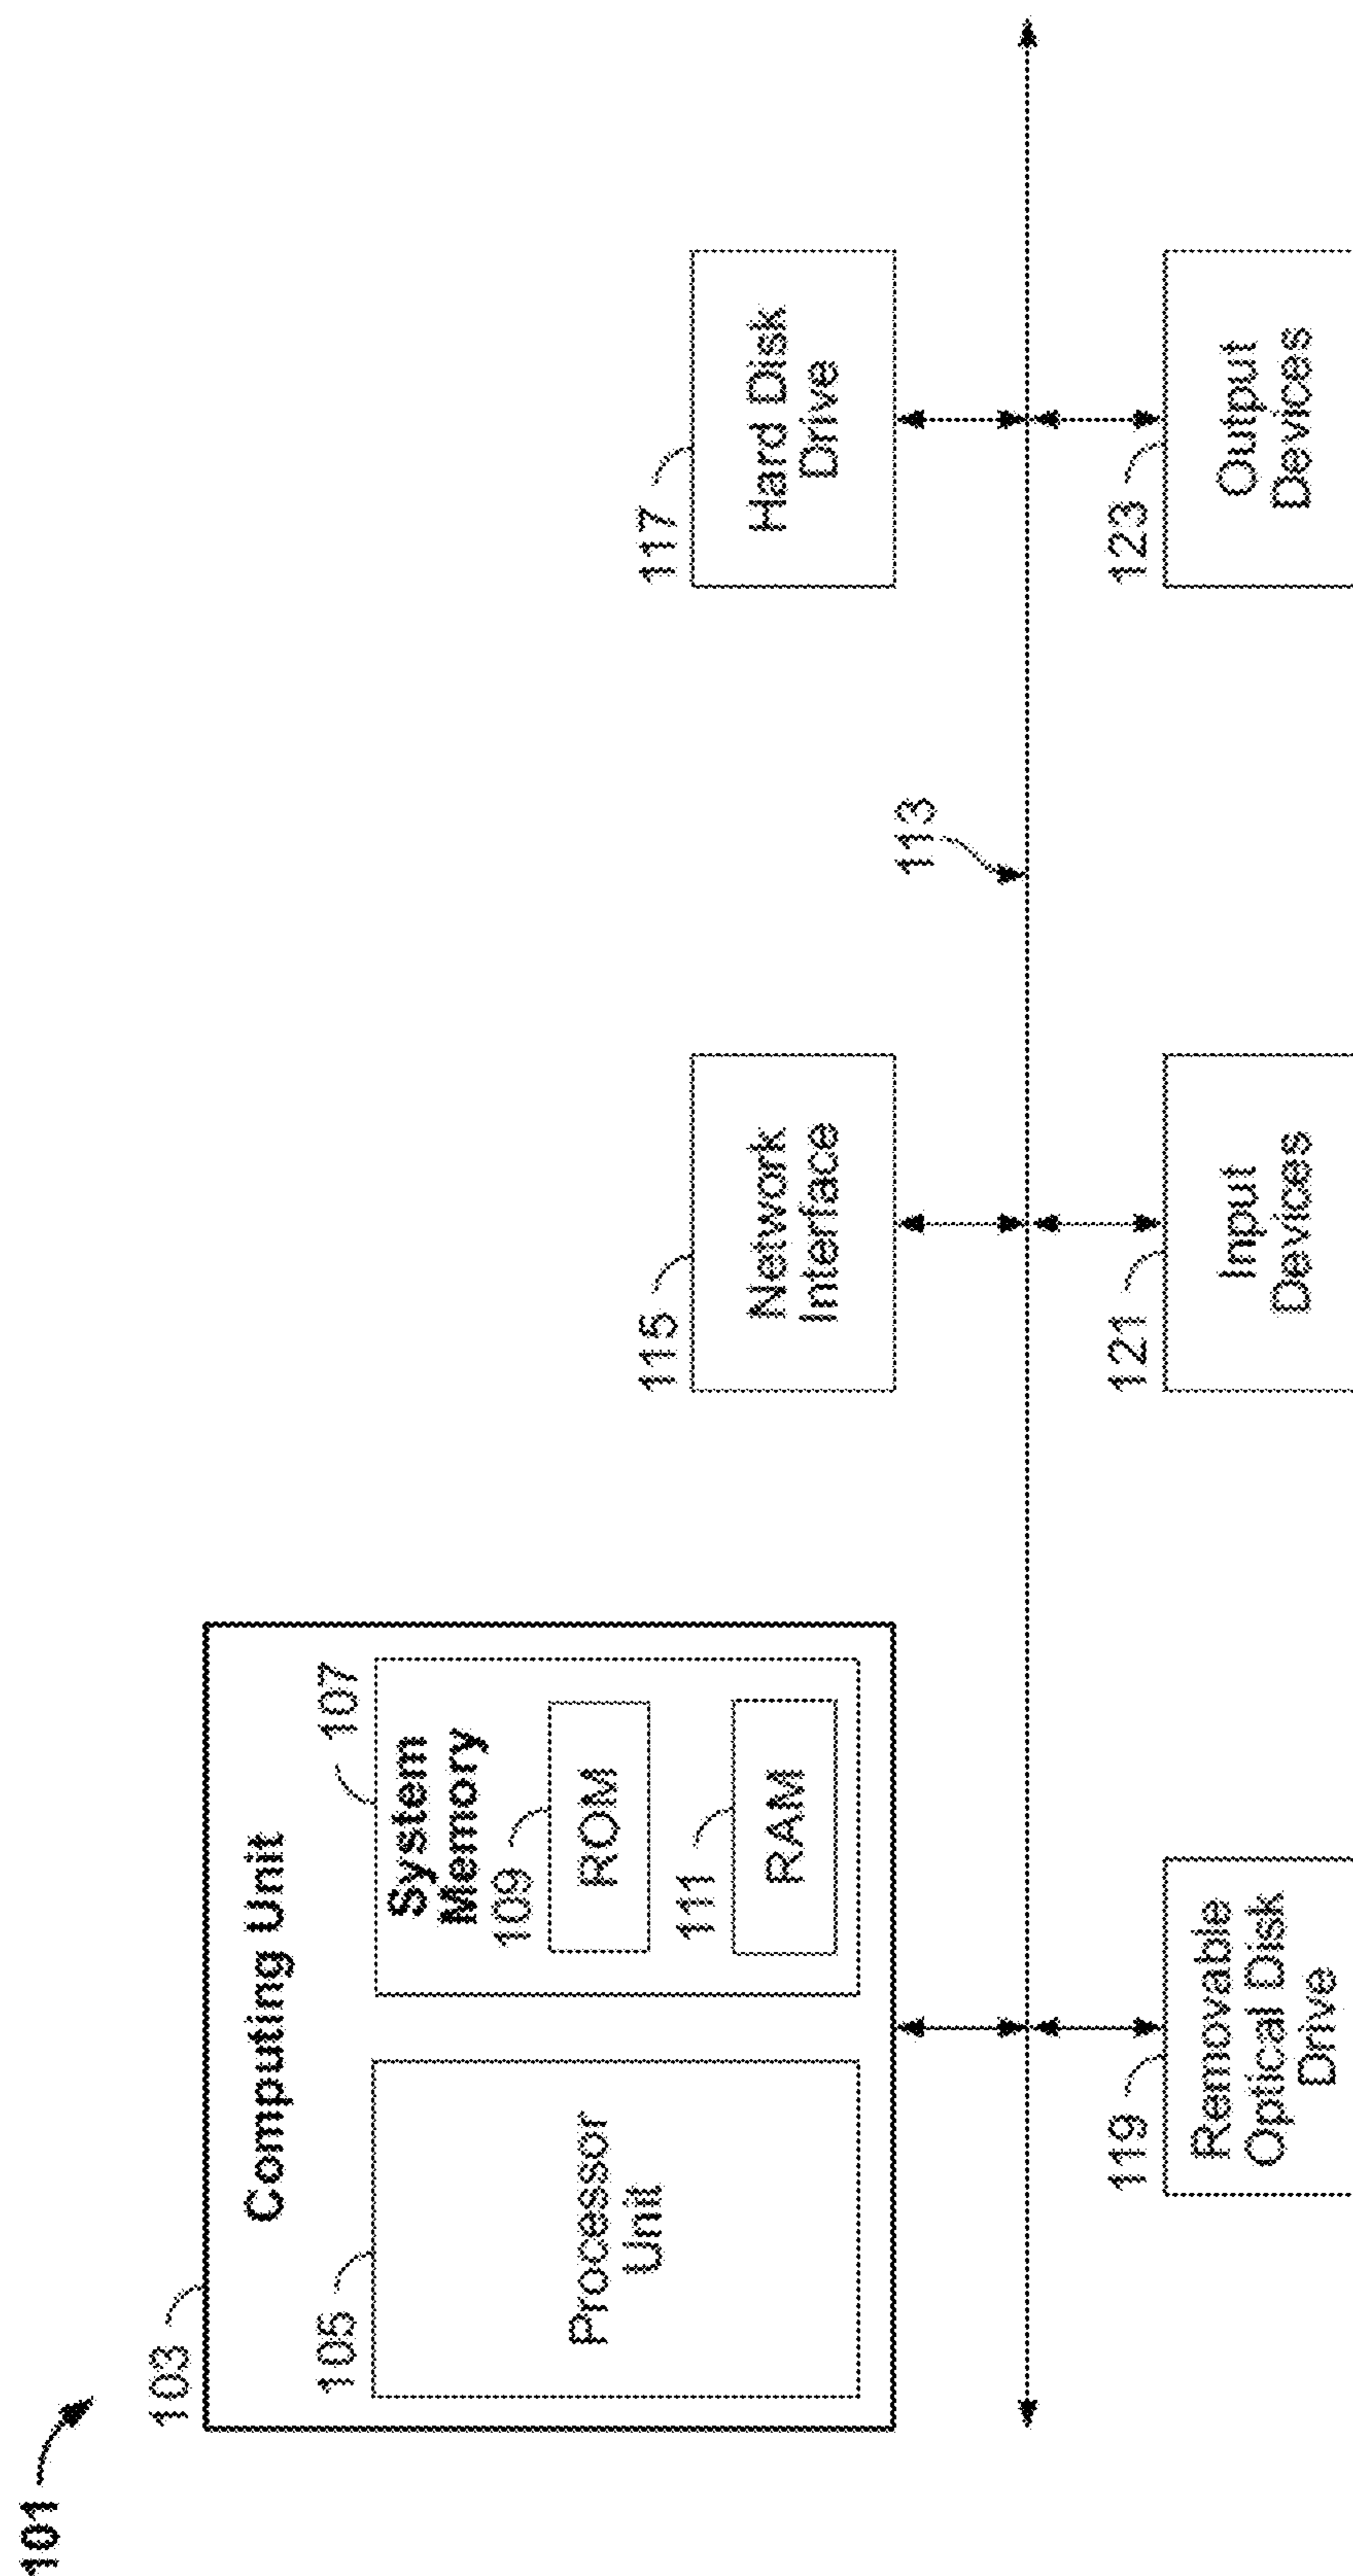 101
103
Computing Unit
105
Processor
Unit
107
System
Memory
109
ROM
111
RAM
115
Network
Interface
117
Hard Disk
Drive
113
119
Removable
Optical Disk
Drive
121
Input
Devices
123
Output
Devices